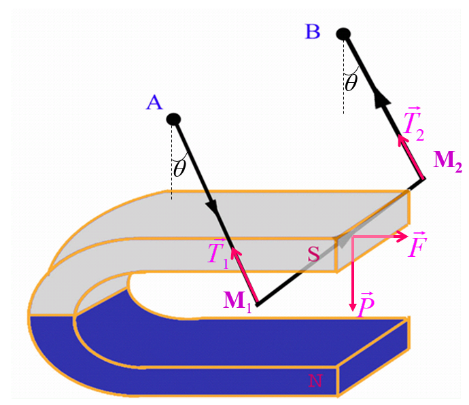 B
θ
A
T⃗₂
M₂
θ
T⃗₁
S
F⃗
M₁
P⃗
N